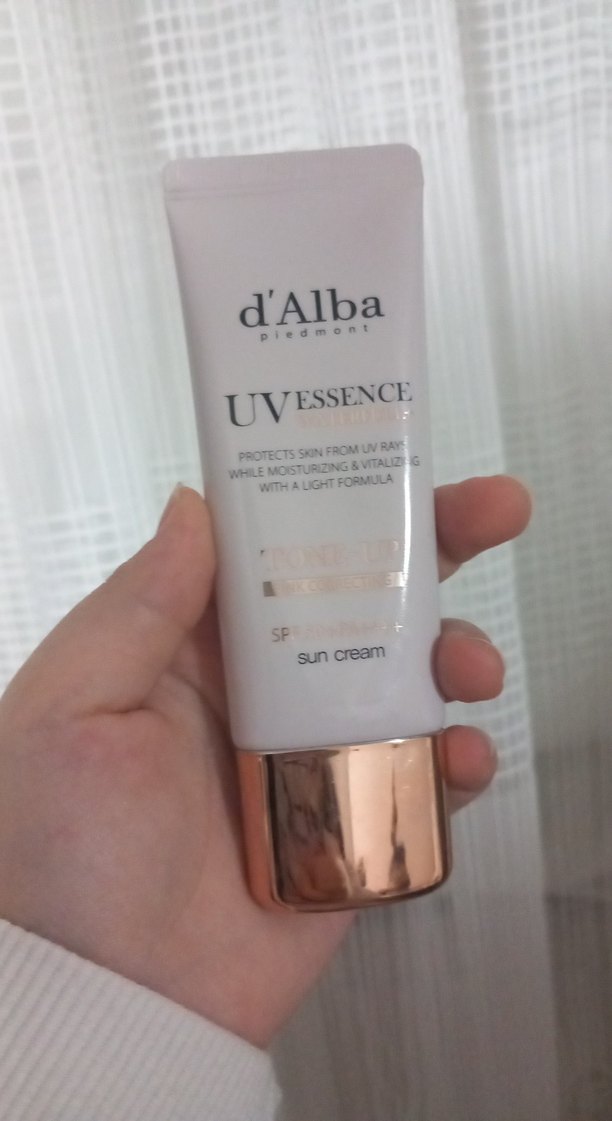 d'Alba
piedmont
UV ESSENCE
PROTECTS SKIN FROM UV RAYS
WHILE MOISTURIZING & VITALIZING
WITH A LIGHT FORMULA
TONE-UP
CORRECTING
sun cream